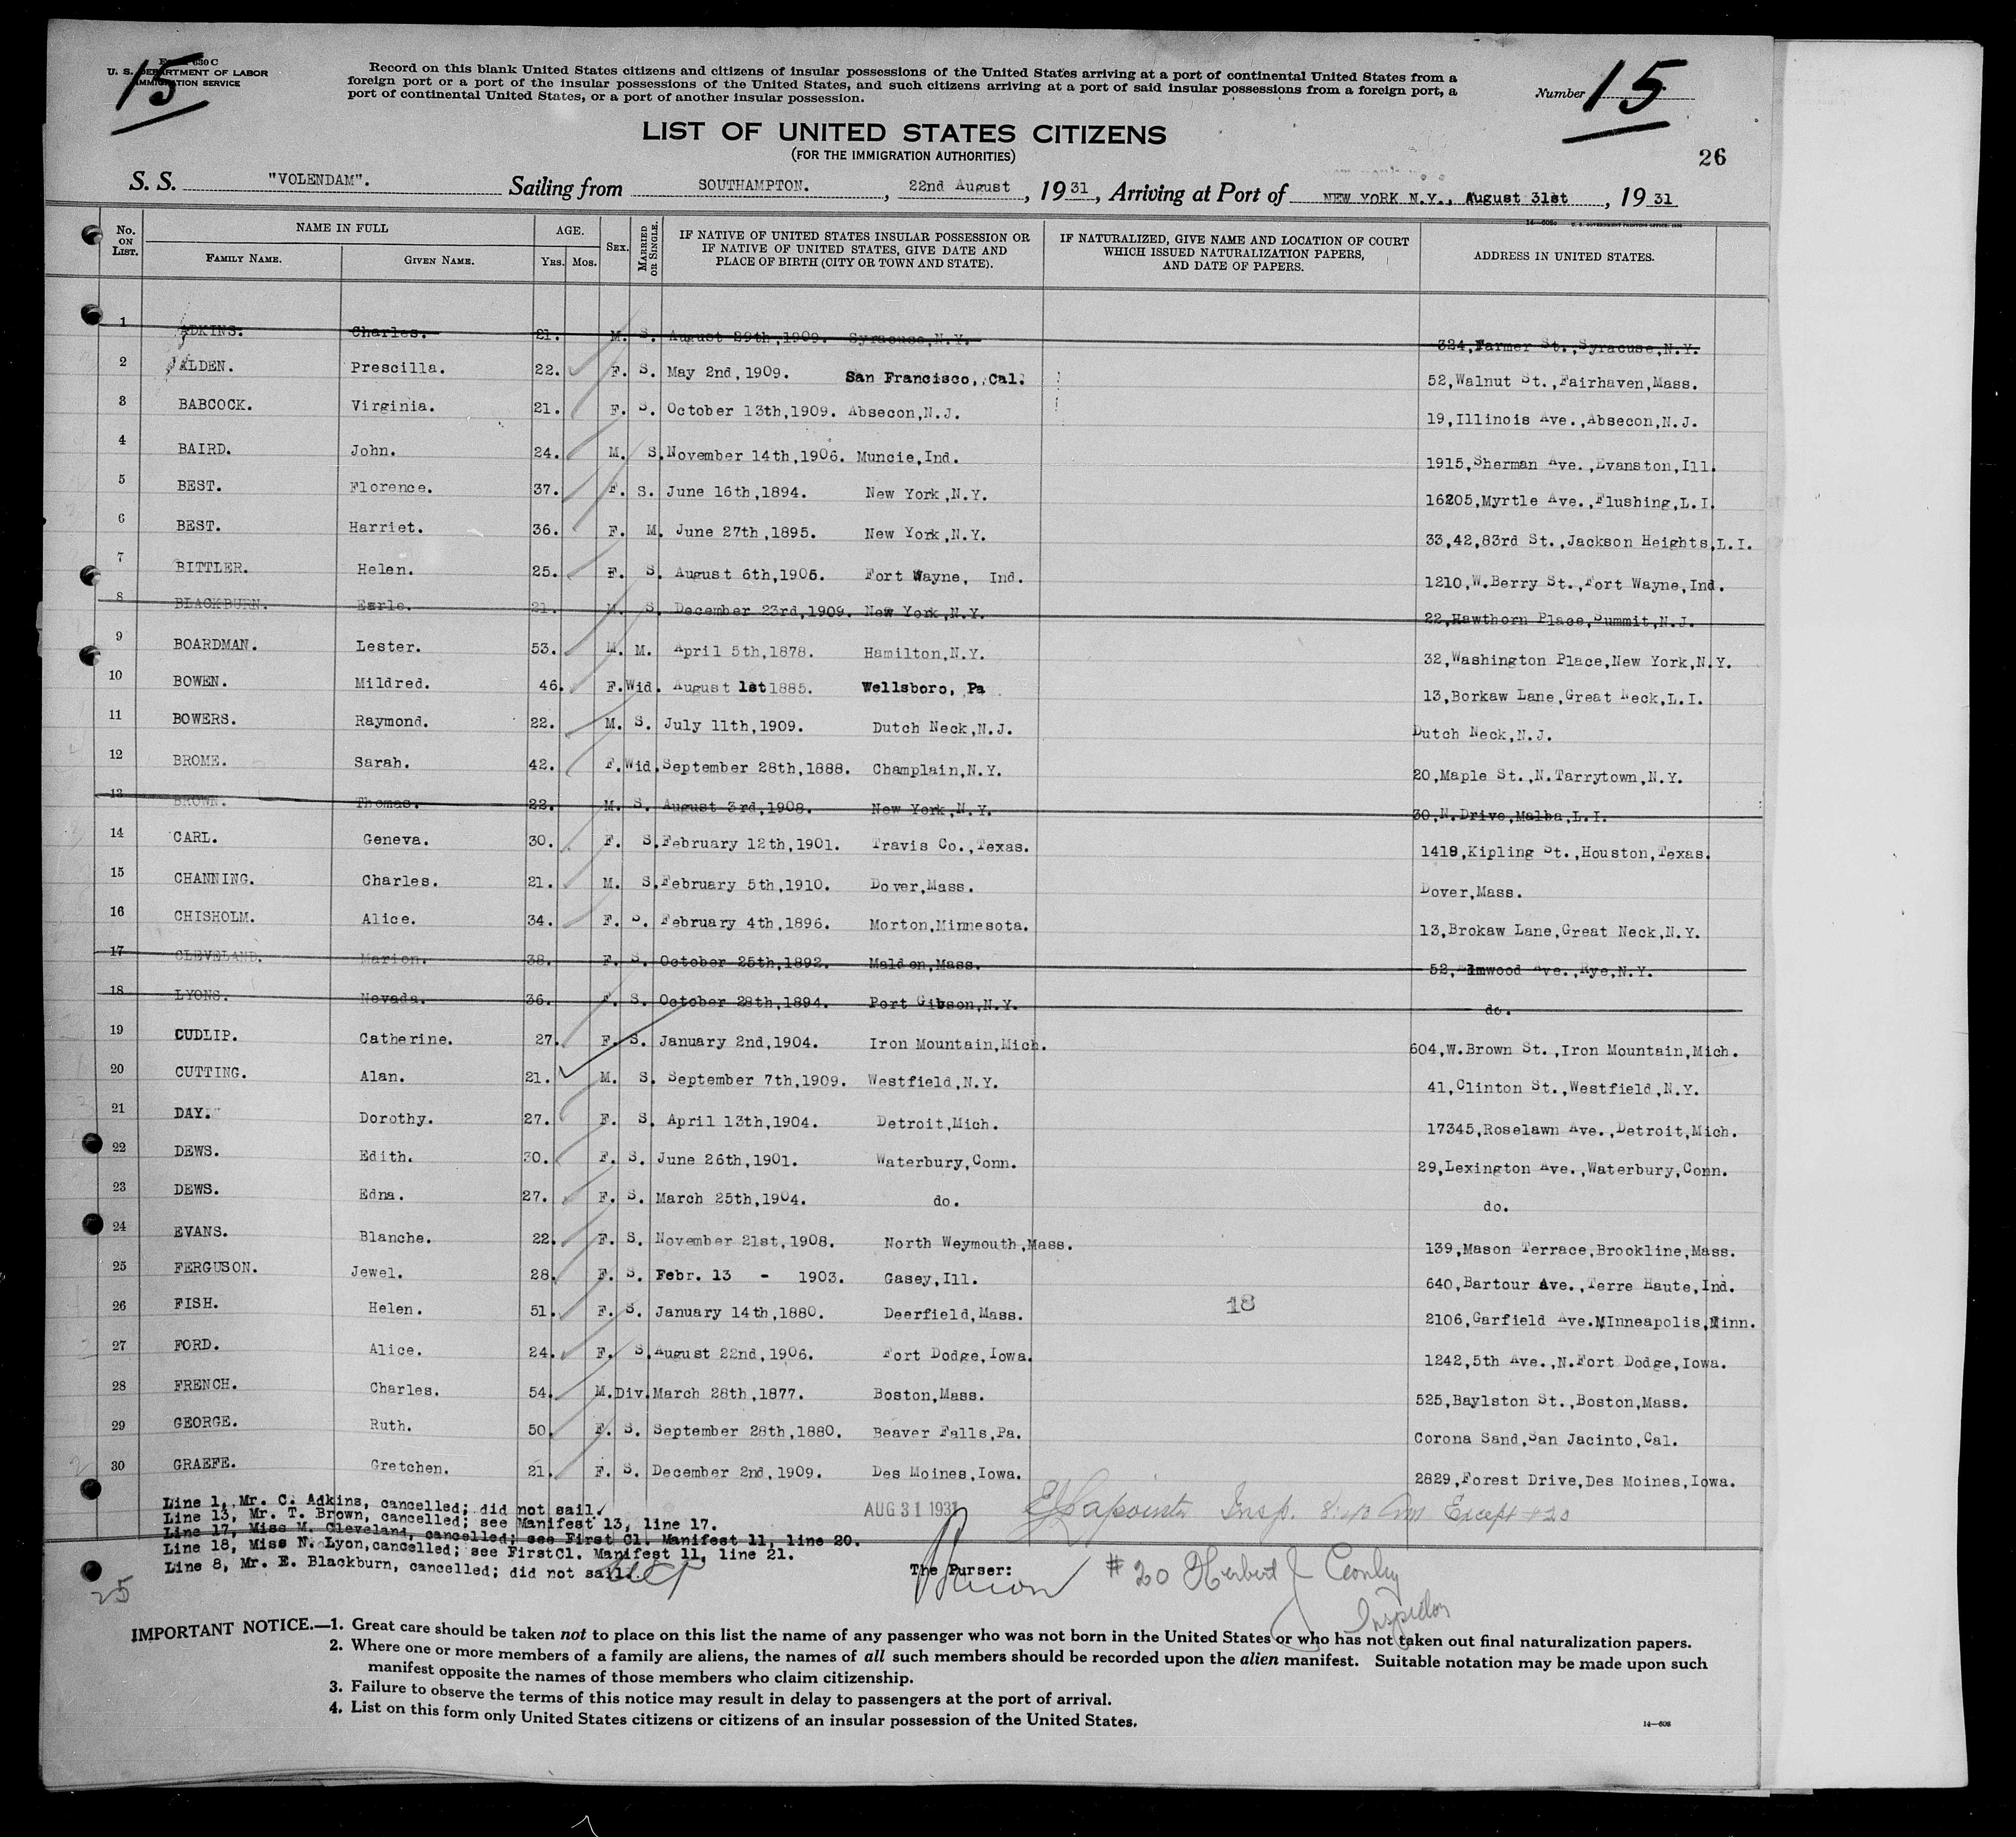 15
Form 630 C
U. S. DEPARTMENT OF LABOR
IMMIGRATION SERVICE
Record on this blank United States citizens and citizens of insular possessions of the United States arriving at a port of continental United States from a
foreign port or a port of the insular possessions of the United States, and such citizens arriving at a port of said insular possessions from a foreign port, a
port of continental United States, or a port of another insular possession.
Number 15
LIST OF UNITED STATES CITIZENS
(FOR THE IMMIGRATION AUTHORITIES)
26
S. S. "VOLENDAM". Sailing from SOUTHAMPTON. , 22nd August , 1931, Arriving at Port of NEW YORK N.Y., August 31st , 1931
No. ON LIST. NAME IN FULL FAMILY NAME. GIVEN NAME. AGE. YRS. MOS. SEX. MARRIED OR SINGLE. IF NATIVE OF UNITED STATES INSULAR POSSESSION OR IF NATIVE OF UNITED STATES, GIVE DATE AND PLACE OF BIRTH (CITY OR TOWN AND STATE). IF NATURALIZED, GIVE NAME AND LOCATION OF COURT WHICH ISSUED NATURALIZATION PAPERS, AND DATE OF PAPERS. ADDRESS IN UNITED STATES.
1 ADKINS. Charles. 21. M. S. August 29th,1909. Syracuse,N.Y. 324,Farmer St.,Syracuse,N.Y.
2 ALDEN. Prescilla. 22. F. S. May 2nd,1909. San Francisco, Cal. 52,Walnut St.,Fairhaven,Mass.
3 BABCOCK. Virginia. 21. F. S. October 13th,1909. Absecon,N.J. 19,Illinois Ave.,Absecon,N.J.
4 BAIRD. John. 24. M. S. November 14th,1906. Muncie,Ind. 1915,Sherman Ave.,Evanston,Ill.
5 BEST. Florence. 37. F. S. June 16th,1894. New York,N.Y. 16205,Myrtle Ave.,Flushing,L.I.
6 BEST. Harriet. 36. F. M. June 27th,1895. New York,N.Y. 33,42,83rd St.,Jackson Heights,L.I.
7 BITTLER. Helen. 25. F. S. August 6th,1906. Fort Wayne, Ind. 1210,W.Berry St.,Fort Wayne,Ind.
8 BLACKBURN. Earle. 21. M. S. December 23rd,1909. New York,N.Y. 22,Hawthorn Place,Summit,N.J.
9 BOARDMAN. Lester. 53. M. M. April 5th,1878. Hamilton,N.Y. 32,Washington Place,New York,N.Y.
10 BOWEN. Mildred. 46. F. Wid. August 1st 1885. Wellsboro, Pa 13,Borkaw Lane,Great Neck,L.I.
11 BOWERS. Raymond. 22. M. S. July 11th,1909. Dutch Neck,N.J. Dutch Neck,N.J.
12 BROME. Sarah. 42. F. Wid. September 28th,1888. Champlain,N.Y. 20,Maple St.,N.Tarrytown,N.Y.
13 BROWN. Thomas. 22. M. S. August 3rd,1908. New York,N.Y. 30,N.Drive,Malba,L.I.
14 CARL. Geneva. 30. F. S. February 12th,1901. Travis Co.,Texas. 1418,Kipling St.,Houston,Texas.
15 CHANNING. Charles. 21. M. S. February 5th,1910. Dover,Mass. Dover,Mass.
16 CHISHOLM. Alice. 34. F. S. February 4th,1896. Morton,Minnesota. 13,Brokaw Lane,Great Neck,N.Y.
17 CLEVELAND. Marion. 38. F. S. October 25th,1892. Malden,Mass. 52,Elmwood Ave.,Rye,N.Y.
18 LYONS. Nevada. 36. F. S. October 28th,1894. Port Gibson,N.Y. do.
19 CUDLIP. Catherine. 27. F. S. January 2nd,1904. Iron Mountain,Mich. 604,W.Brown St.,Iron Mountain,Mich.
20 CUTTING. Alan. 21. M. S. September 7th,1909. Westfield,N.Y. 41,Clinton St.,Westfield,N.Y.
21 DAY. Dorothy. 27. F. S. April 13th,1904. Detroit,Mich. 17345,Roselawn Ave.,Detroit,Mich.
22 DEWS. Edith. 30. F. S. June 26th,1901. Waterbury,Conn. 29,Lexington Ave.,Waterbury,Conn.
23 DEWS. Edna. 27. F. S. March 25th,1904. do. do.
24 EVANS. Blanche. 22. F. S. November 21st,1908. North Weymouth,Mass. 139,Mason Terrace,Brookline,Mass.
25 FERGUSON. Jewel. 28. F. S. Febr. 13 - 1903. Gasey,Ill. 640,Bartour Ave.,Terre Haute,Ind.
26 FISH. Helen. 51. F. S. January 14th,1880. Deerfield,Mass. 18 2106,Garfield Ave.MInneapolis,Minn.
27 FORD. Alice. 24. F. S. August 22nd,1906. Fort Dodge,Iowa. 1242,5th Ave.,N.Fort Dodge,Iowa.
28 FRENCH. Charles. 54. M. Div. March 28th,1877. Boston,Mass. 525,Baylston St.,Boston,Mass.
29 GEORGE. Ruth. 50. F. S. September 28th,1880. Beaver Falls,Pa. Corona Sand,San Jacinto,Cal.
30 GRAEFE. Gretchen. 21. F. S. December 2nd,1909. Des Moines,Iowa. 2829,Forest Drive,Des Moines,Iowa.
Line 1, Mr. C. Adkins, cancelled; did not sail.
Line 13, Mr. T. Brown, cancelled; see Manifest 13, line 17.
Line 17, Miss M. Cleveland, cancelled; see First Cl. Manifest 11, line 20.
Line 18, Miss N. Lyon,cancelled; see FirstCl. Manifest 11, line 21.
Line 8, Mr. E. Blackburn, cancelled; did not sail.
AUG 31 1931
Insp. 8:40 AM Except #20
The Purser:
#20 Herbert J Conley
Inspector
25
IMPORTANT NOTICE.—1. Great care should be taken not to place on this list the name of any passenger who was not born in the United States or who has not taken out final naturalization papers.
2. Where one or more members of a family are aliens, the names of all such members should be recorded upon the alien manifest. Suitable notation may be made upon such
manifest opposite the names of those members who claim citizenship.
3. Failure to observe the terms of this notice may result in delay to passengers at the port of arrival.
4. List on this form only United States citizens or citizens of an insular possession of the United States.
14—608